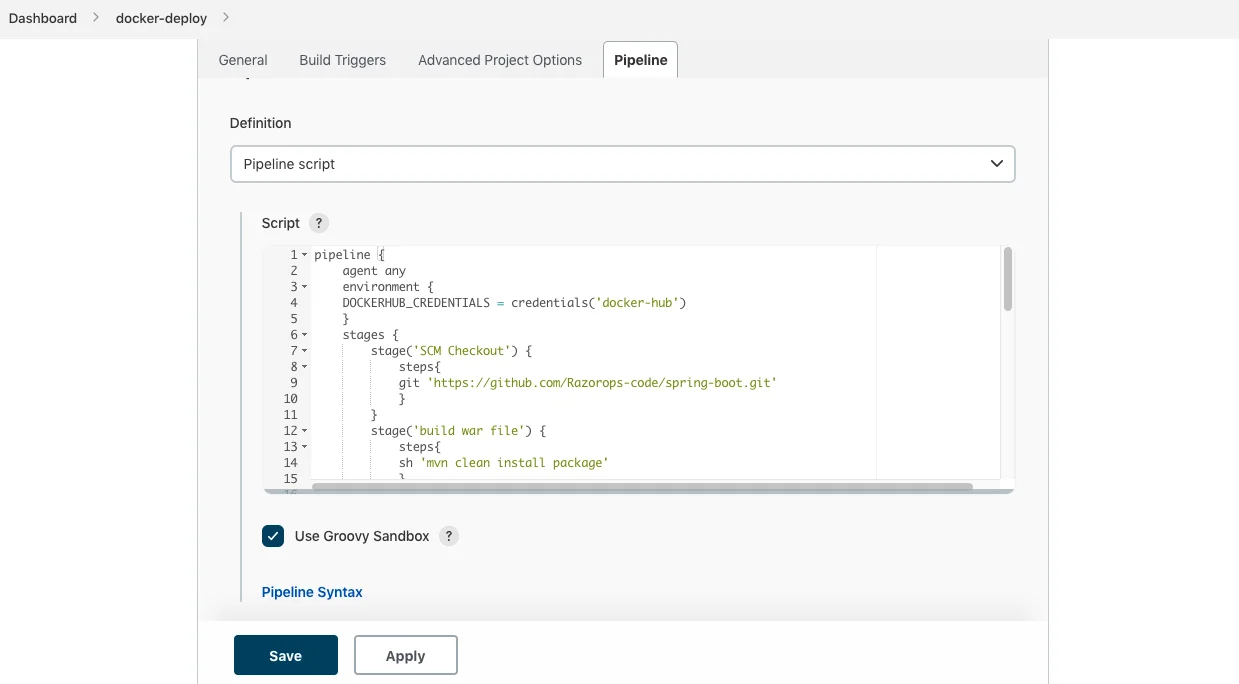 Dashboard > docker-deploy >
General Build Triggers Advanced Project Options Pipeline
Definition
Pipeline script
Script ?
1 pipeline {
2 agent any
3 environment {
4 DOCKERHUB_CREDENTIALS = credentials('docker-hub')
5 }
6 stages {
7 stage('SCM Checkout') {
8 steps{
9 git 'https://github.com/Razorops-code/spring-boot.git'
10 }
11 }
12 stage('build war file') {
13 steps{
14 sh 'mvn clean install package'
15 }
16
Use Groovy Sandbox ?
Pipeline Syntax
Save Apply